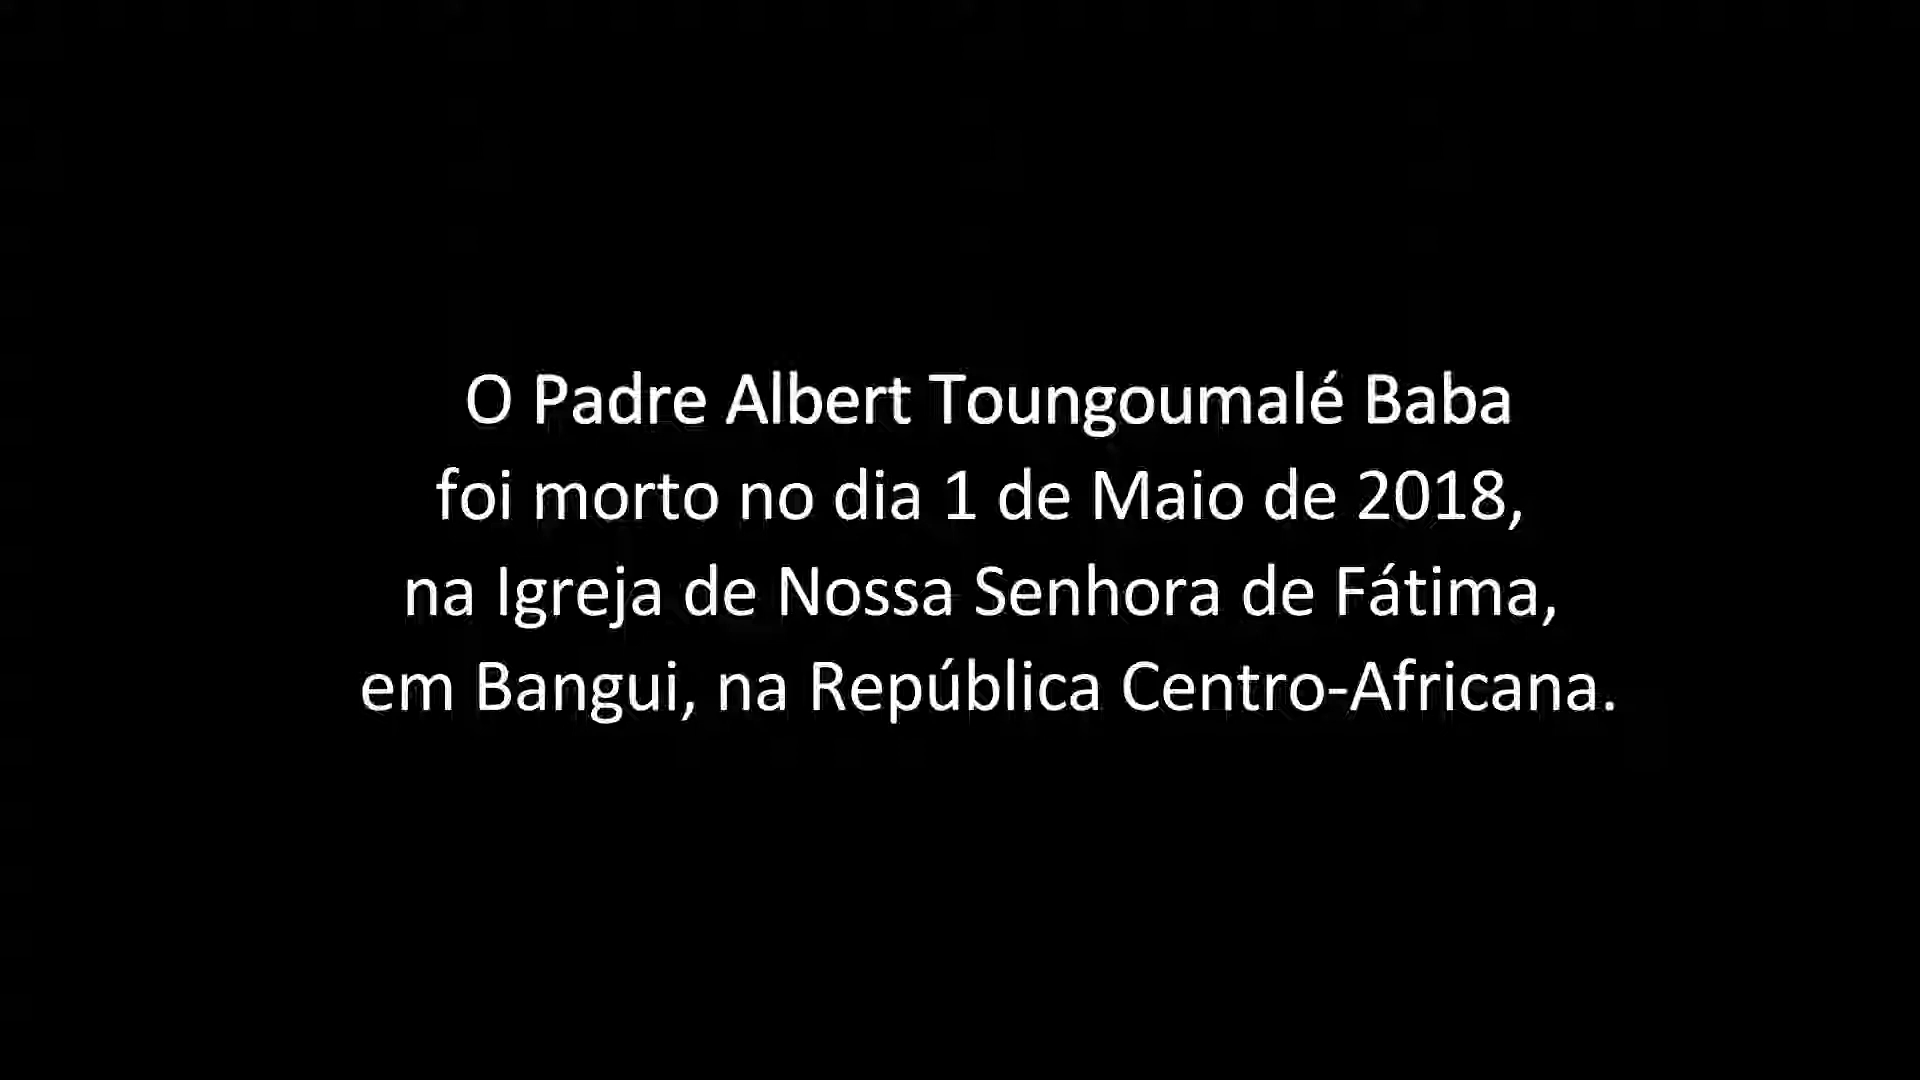 O Padre Albert Toungoumalé Baba
foi morto no dia 1 de Maio de 2018,
na Igreja de Nossa Senhora de Fátima,
em Bangui, na República Centro-Africana.